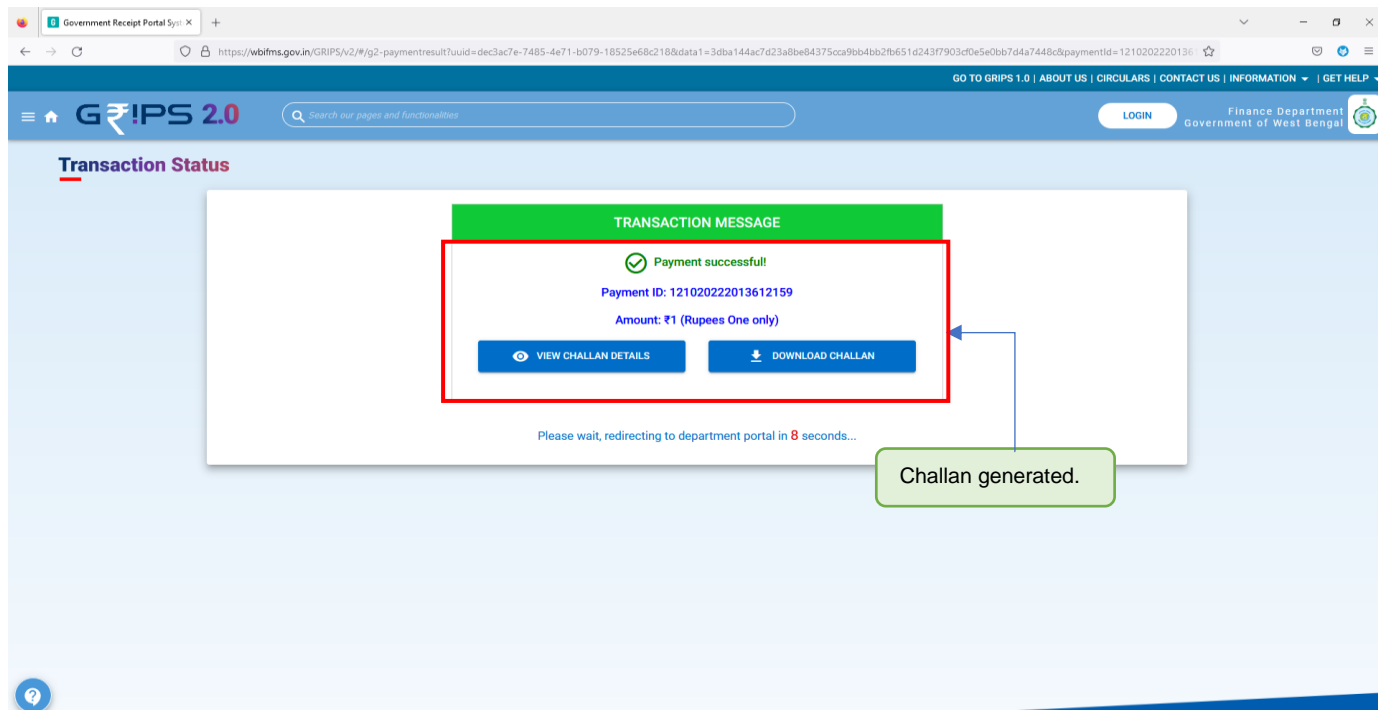 Government Receipt Portal Syst
https://wbifms.gov.in/GRIPS/v2/#/g2-paymentresult?uuid=dec3ac7e-7485-4e71-b079-18525e68c218&data1=3dba144ac7d23a8be84375cca9bb4bb2fb651d243f7903cf0e5e0bb7d4a7448c&paymentId=1210202220136
GO TO GRIPS 1.0 | ABOUT US | CIRCULARS | CONTACT US | INFORMATION | GET HELP
G₹!PS 2.0
Search our pages and functionalities
LOGIN
Finance Department
Government of West Bengal
Transaction Status
TRANSACTION MESSAGE
Payment successful!
Payment ID: 121020222013612159
Amount: ₹1 (Rupees One only)
VIEW CHALLAN DETAILS
DOWNLOAD CHALLAN
Please wait, redirecting to department portal in 8 seconds...
Challan generated.